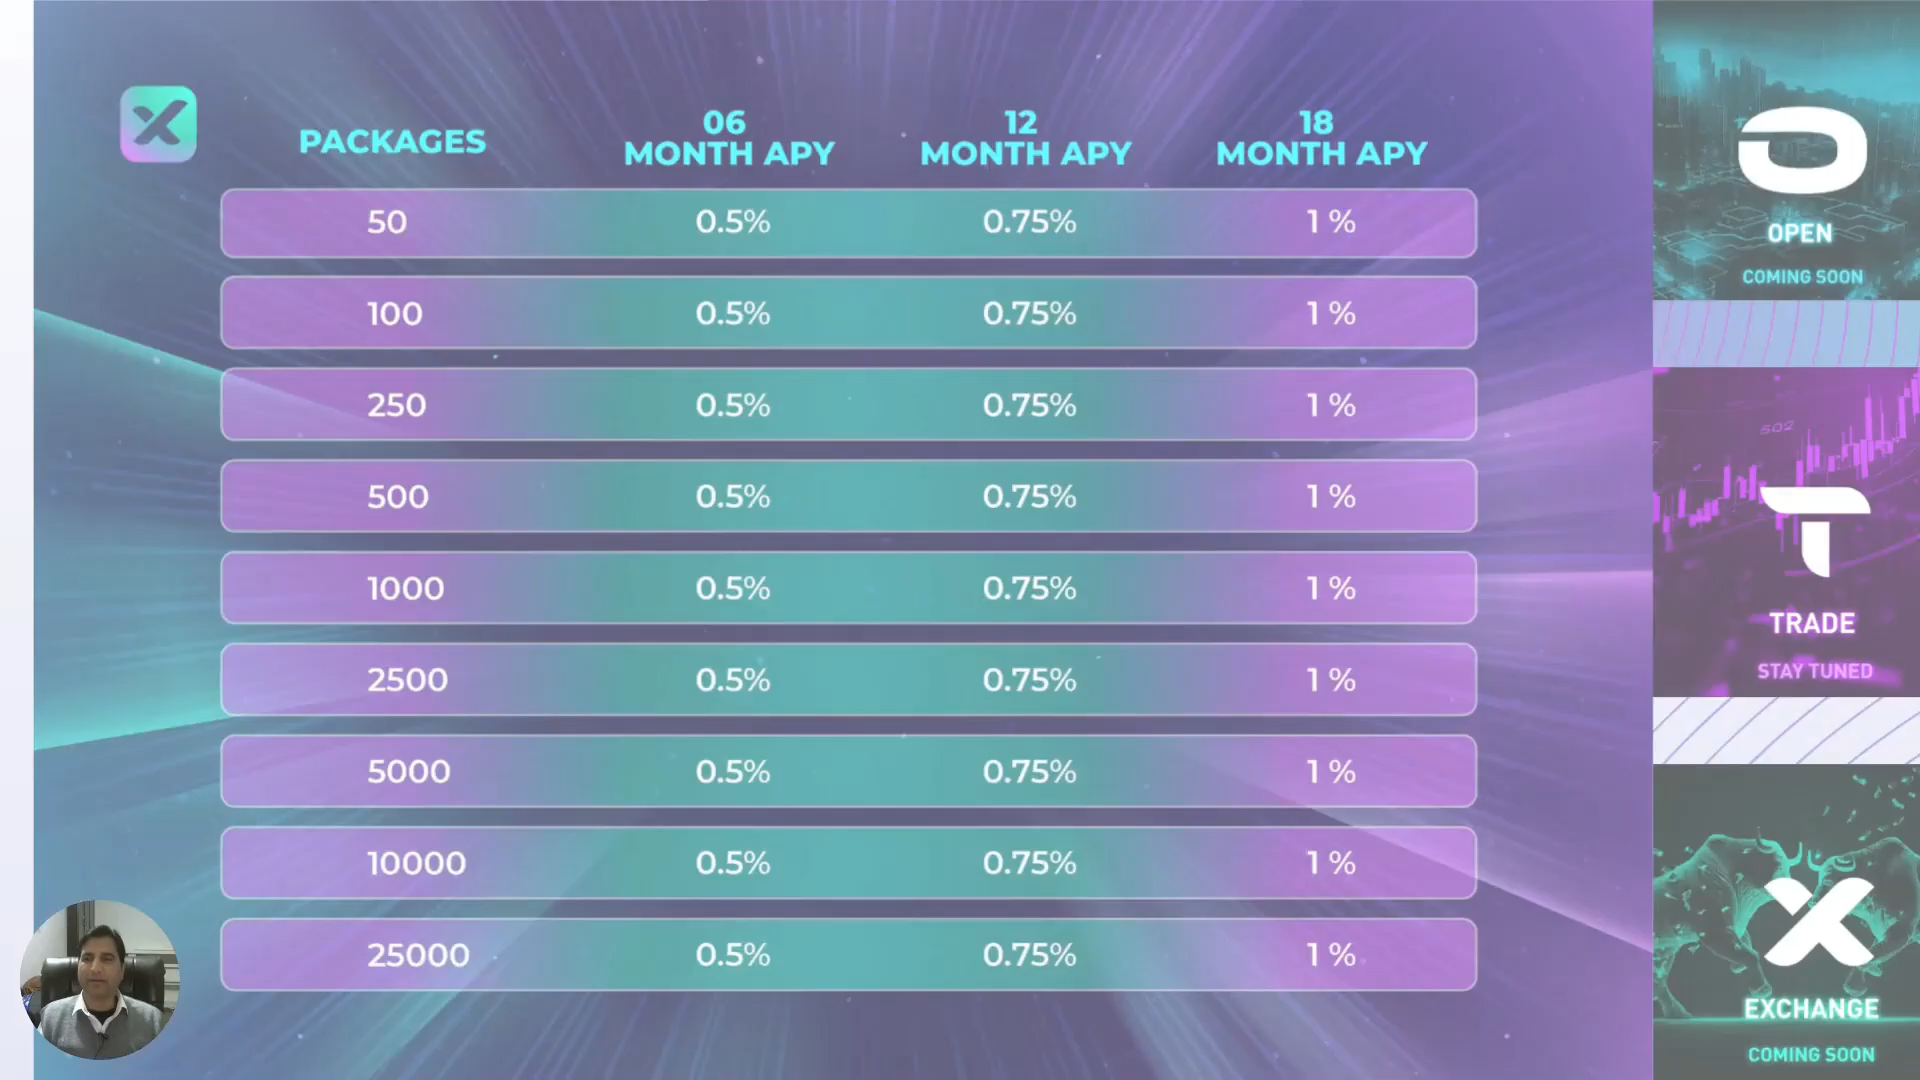 PACKAGES
06
MONTH APY
12
MONTH APY
18
MONTH APY
50 0.5% 0.75% 1 %
100 0.5% 0.75% 1 %
250 0.5% 0.75% 1 %
500 0.5% 0.75% 1 %
1000 0.5% 0.75% 1 %
2500 0.5% 0.75% 1 %
5000 0.5% 0.75% 1 %
10000 0.5% 0.75% 1 %
25000 0.5% 0.75% 1 %
OPEN
COMING SOON
502
TRADE
STAY TUNED
X
EXCHANGE
COMING SOON